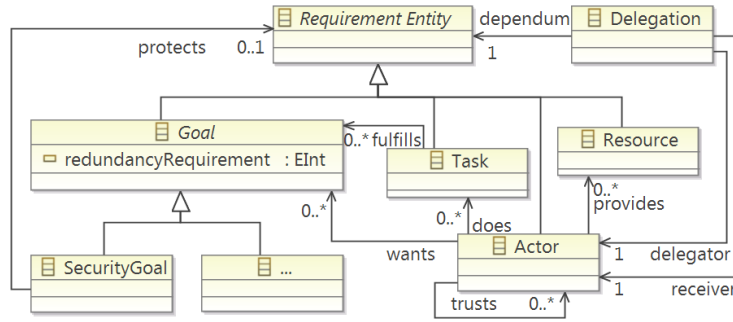 Requirement Entity
dependum
Delegation
protects
0..1
1
Goal
0..*
fulfills
redundancyRequirement : EInt
Task
Resource
0..*
0..*
does
0..*
provides
wants
Actor
1
delegator
SecurityGoal
...
trusts
0..*
1
receiver